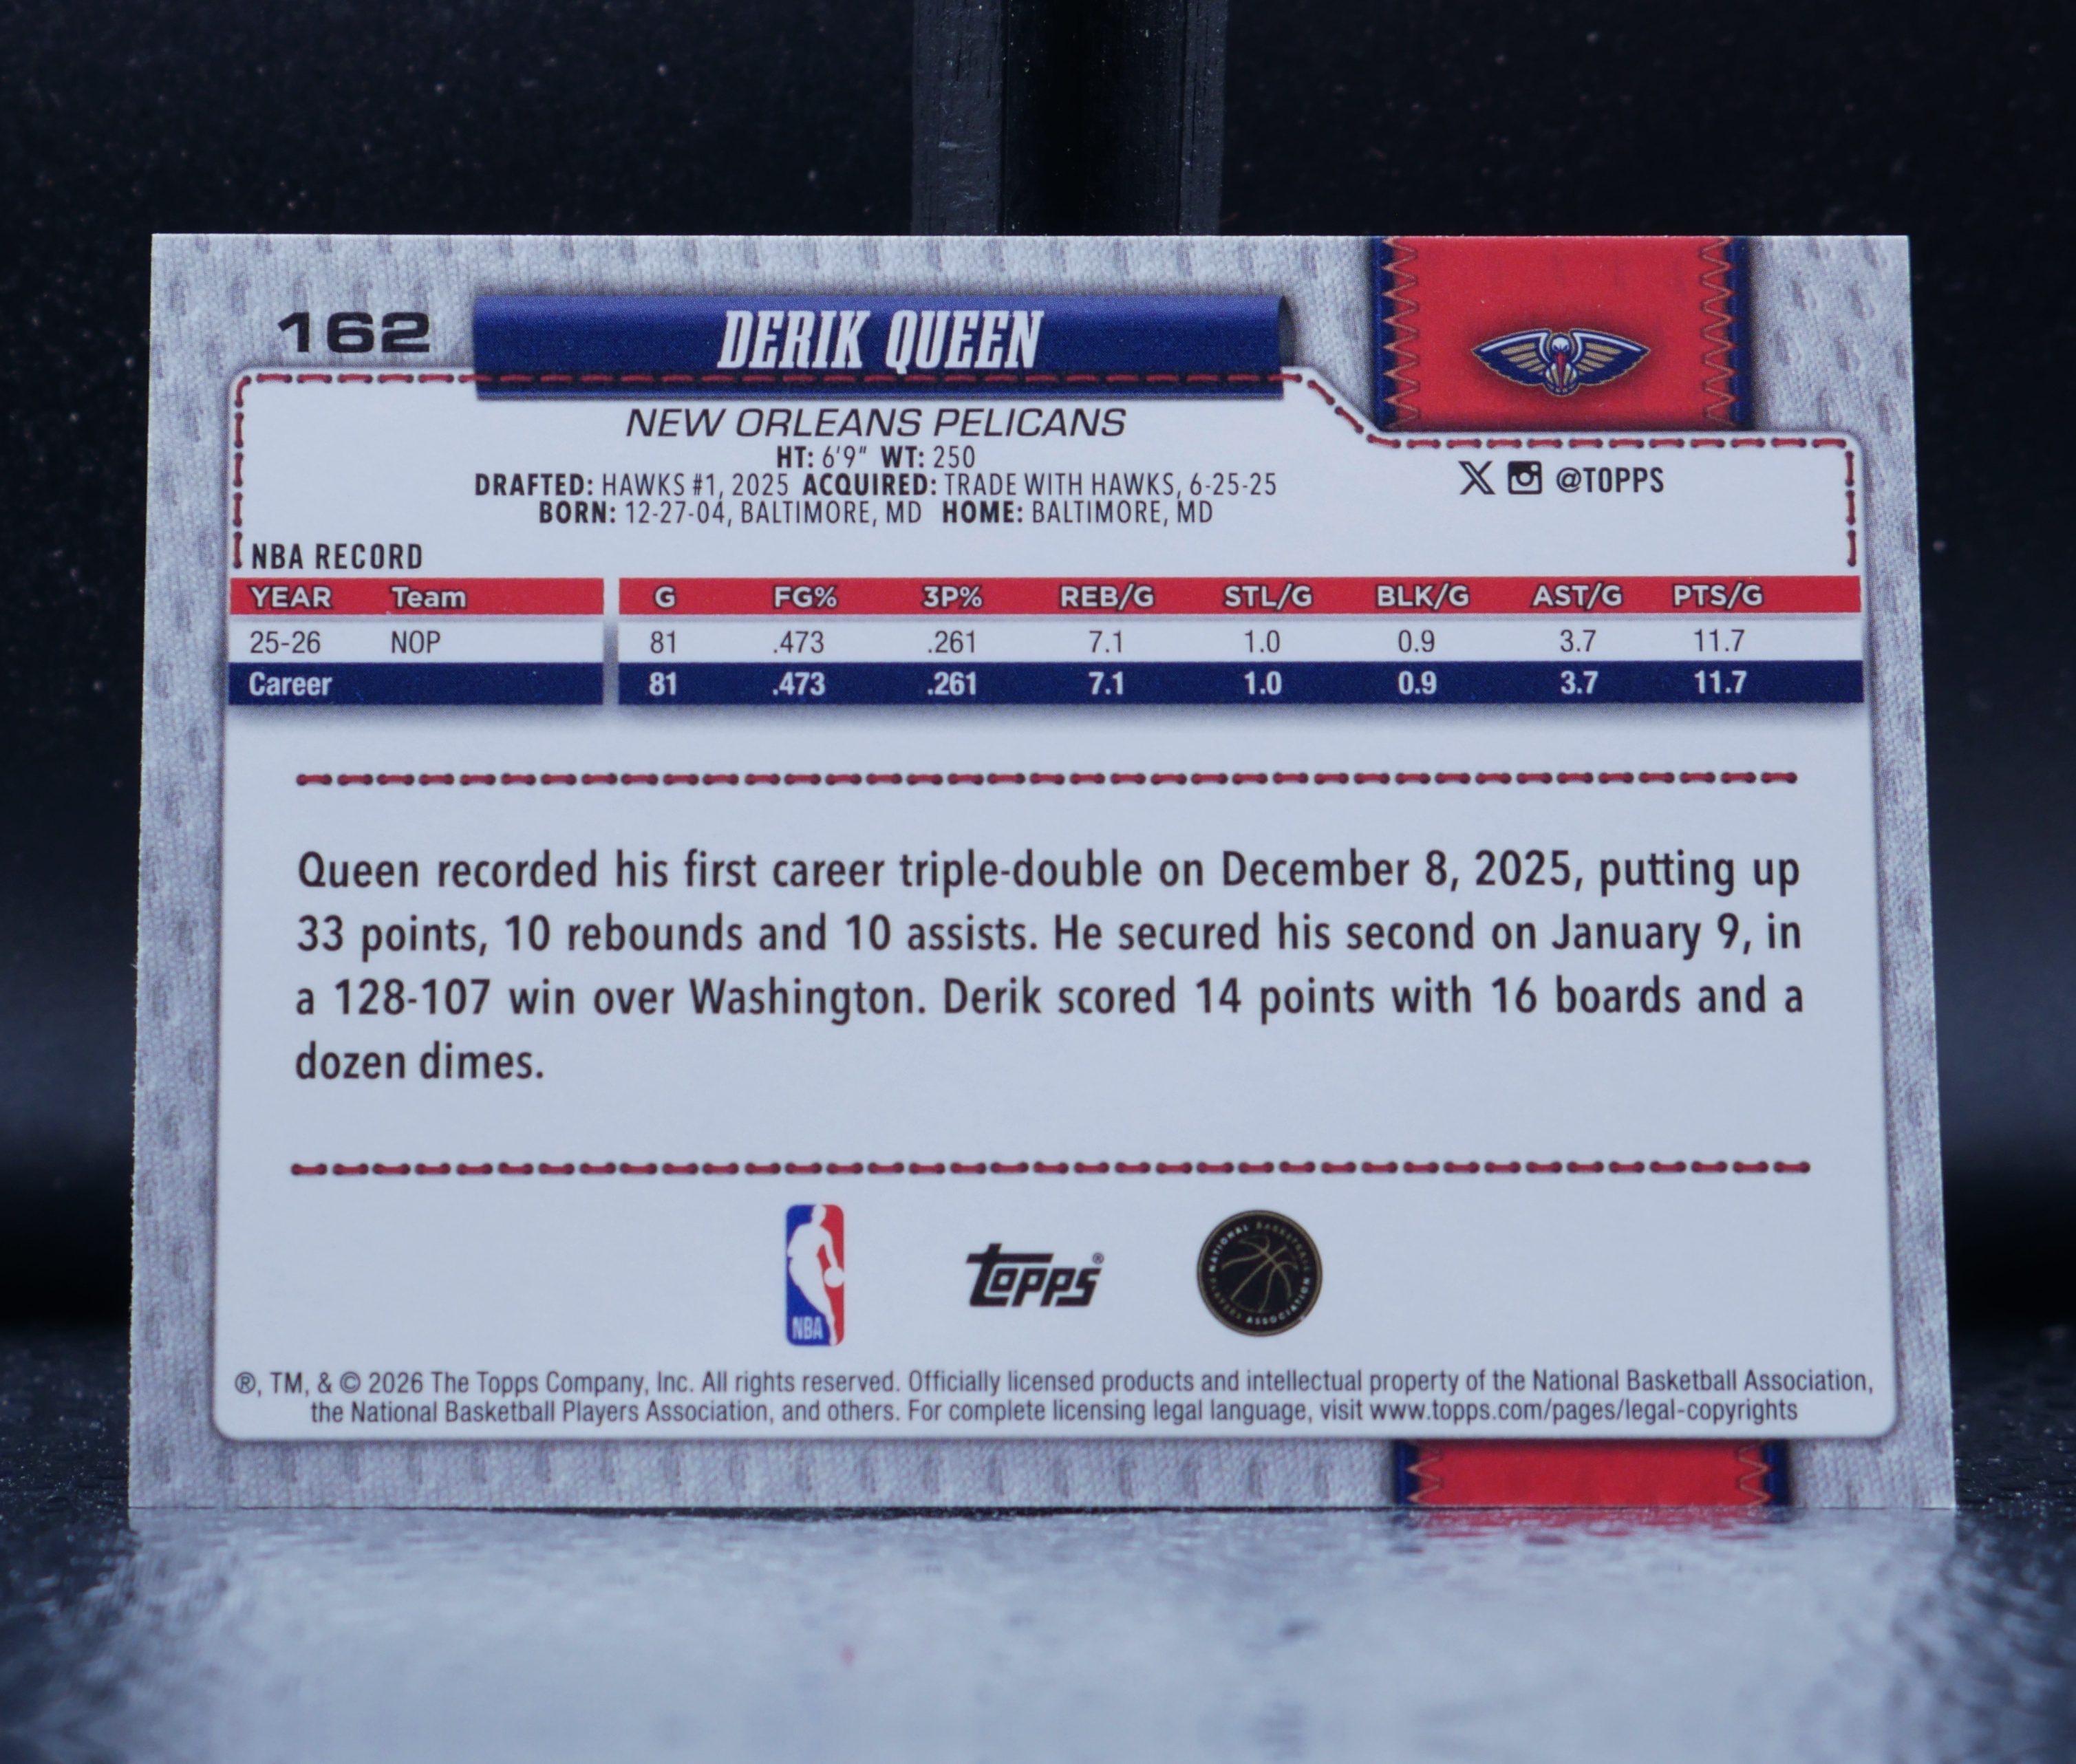 162
DERIK QUEEN
NEW ORLEANS PELICANS
HT: 6'9" WT: 250
DRAFTED: HAWKS #1, 2025 ACQUIRED: TRADE WITH HAWKS, 6-25-25
BORN: 12-27-04, BALTIMORE, MD HOME: BALTIMORE, MD
@TOPPS
NBA RECORD
YEAR Team G FG% 3P% REB/G STL/G BLK/G AST/G PTS/G
25-26 NOP 81 .473 .261 7.1 1.0 0.9 3.7 11.7
Career 81 .473 .261 7.1 1.0 0.9 3.7 11.7
Queen recorded his first career triple-double on December 8, 2025, putting up
33 points, 10 rebounds and 10 assists. He secured his second on January 9, in
a 128-107 win over Washington. Derik scored 14 points with 16 boards and a
dozen dimes.
NBA
Topps®
NATIONAL BASKETBALL PLAYERS ASSOCIATION
®, TM, & © 2026 The Topps Company, Inc. All rights reserved. Officially licensed products and intellectual property of the National Basketball Association,
the National Basketball Players Association, and others. For complete licensing legal language, visit www.topps.com/pages/legal-copyrights